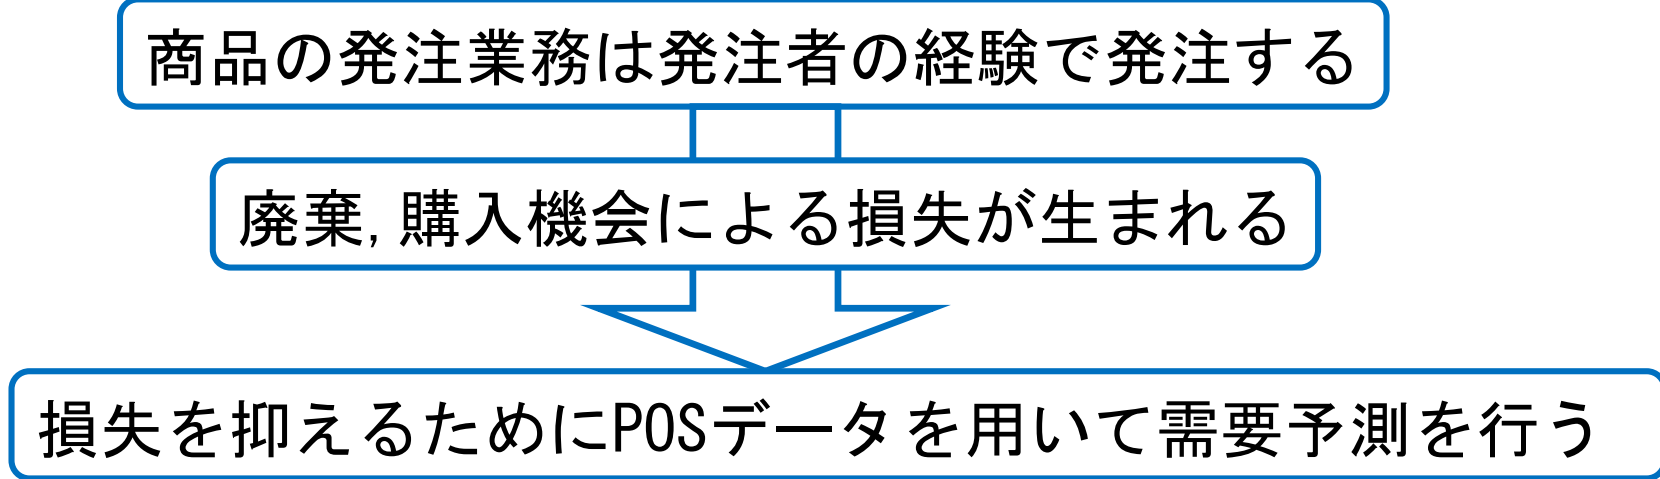 商品の発注業務は発注者の経験で発注する
廃棄,購入機会による損失が生まれる
損失を抑えるためにPOSデータを用いて需要予測を行う